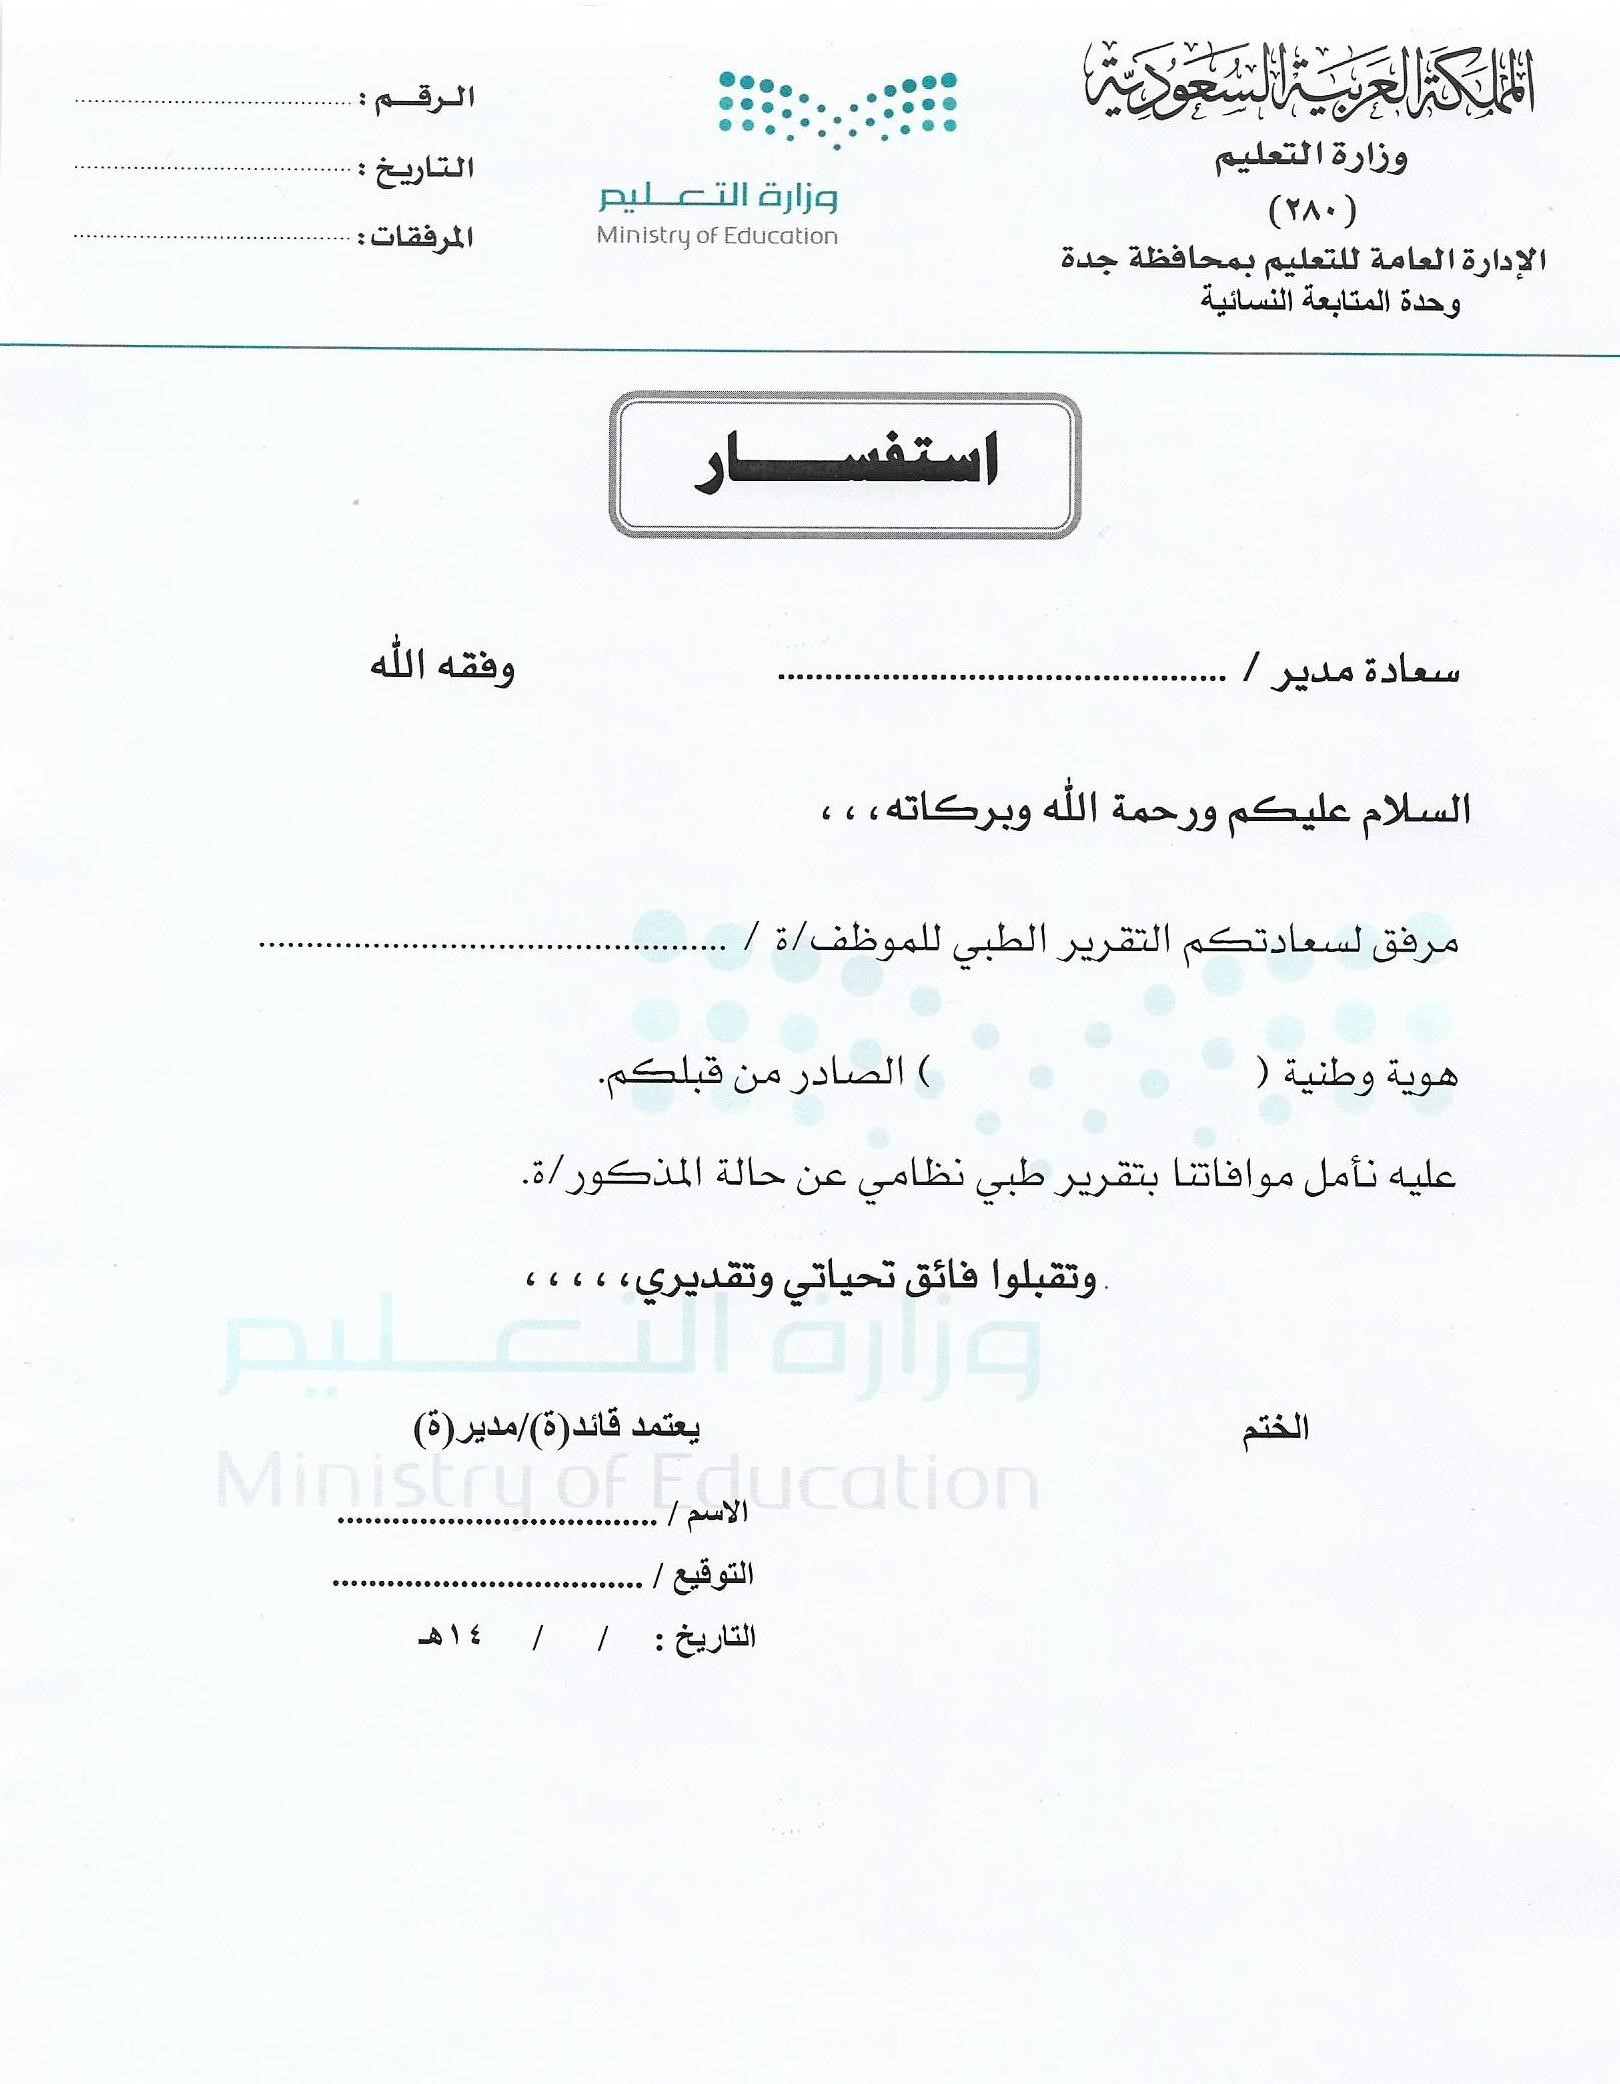 المملكة العربية السعودية
وزارة التعليم
(٢٨٠)
الإدارة العامة للتعليم بمحافظة جدة
وحدة المتابعة النسائية
وزارة التعليم
Ministry of Education
الرقم : ........................
التاريخ : ........................
المرفقات : ........................
استفسار
سعادة مدير / ........................ وفقه الله
السلام عليكم ورحمة الله وبركاته، ، ،
مرفق لسعادتكم التقرير الطبي للموظف/ة / ........................
هوية وطنية ( ) الصادر من قبلكم.
عليه نأمل موافاتنا بتقرير طبي نظامي عن حالة المذكور/ة.
وتقبلوا فائق تحياتي وتقديري، ، ، ، ،
وزارة التعليم
الختم يعتمد قائد(ة)/مدير(ة)
Ministry of Education
الاسم / ........................
التوقيع / ........................
التاريخ : / / ١٤هـ